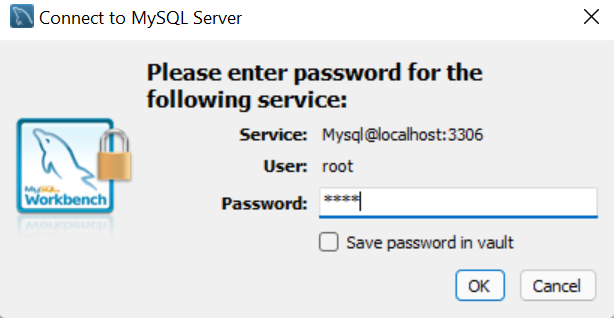 Connect to MySQL Server
Please enter password for the
following service:
Service: Mysql@localhost:3306
User: root
Password: ****
Save password in vault
MySQL
Workbench
OK Cancel